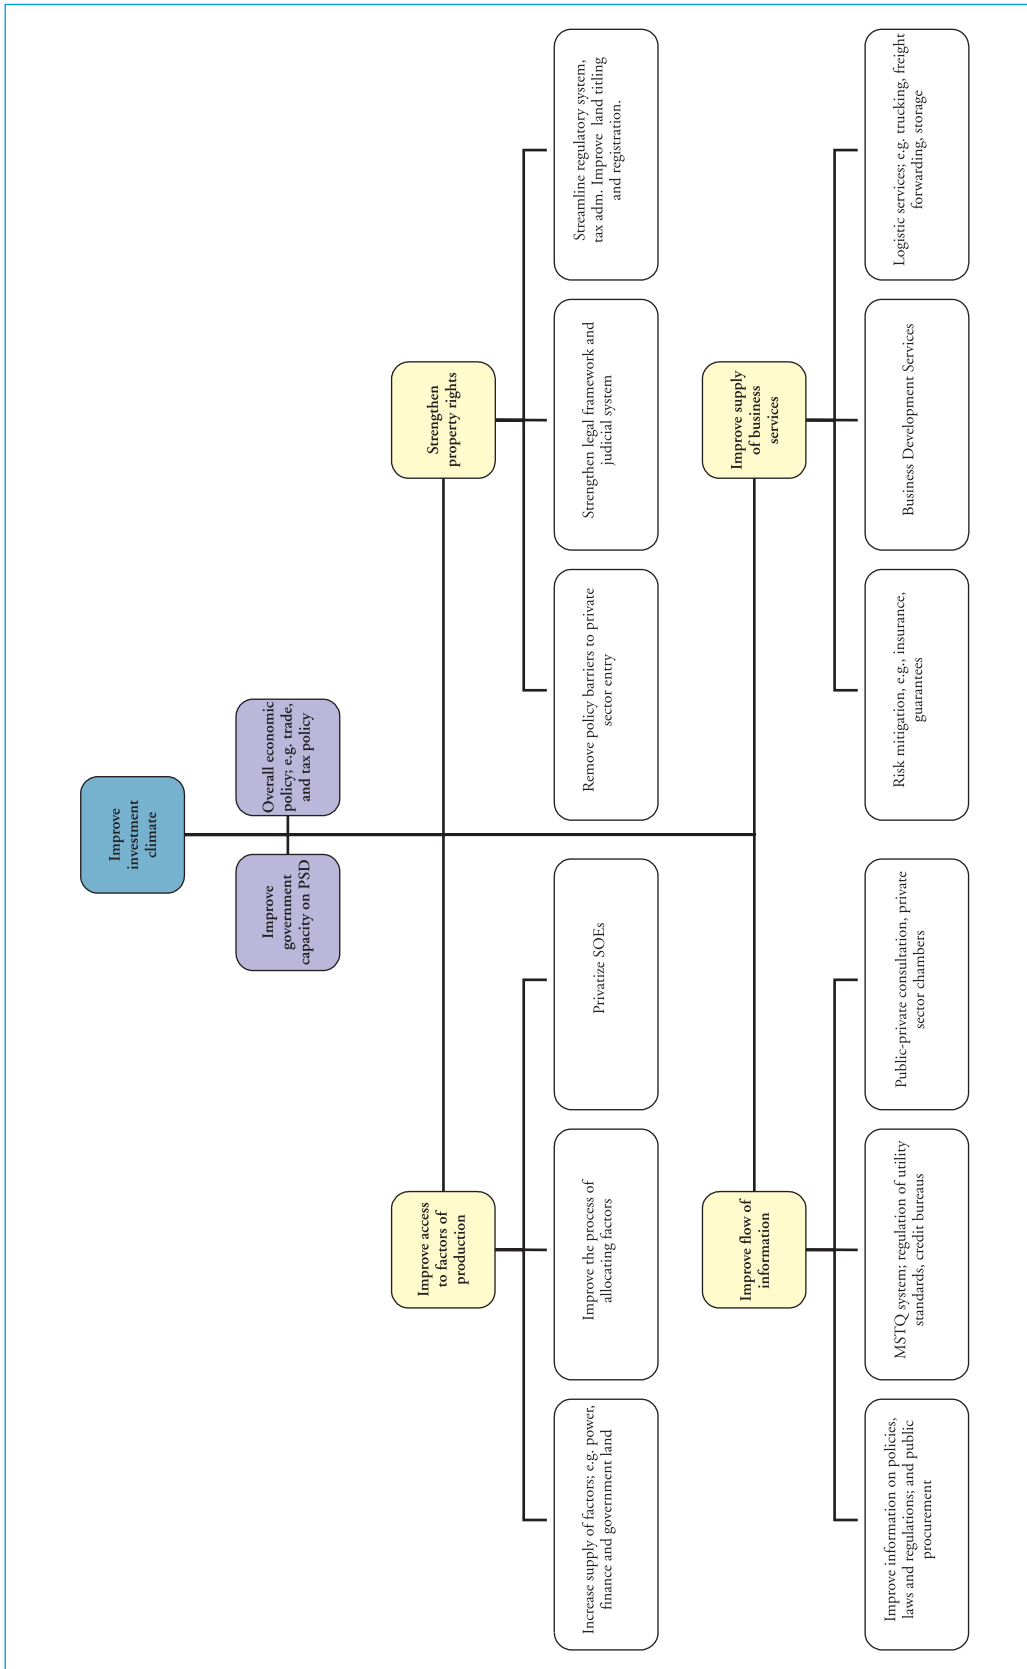 Improve
investment
climate
Improve
government
capacity on PSD
Overall economic
policy; e.g. trade,
and tax policy
Improve access
to factors of
production
Strengthen
property rights
Increase supply of factors; e.g. power,
finance and government land
Improve the process of
allocating factors
Privatize SOEs
Remove policy barriers to private
sector entry
Strengthen legal framework and
judicial system
Streamline regulatory system,
tax adm. Improve land titling
and registration.
Improve flow of
information
Improve supply
of business
services
Improve information on policies,
laws and regulations; and public
procurement
MSTQ system; regulation of utility
standards, credit bureaus
Public-private consultation, private
sector chambers
Risk mitigation, e.g., insurance,
guarantees
Business Development Services
Logistic services; e.g. trucking, freight
forwarding, storage